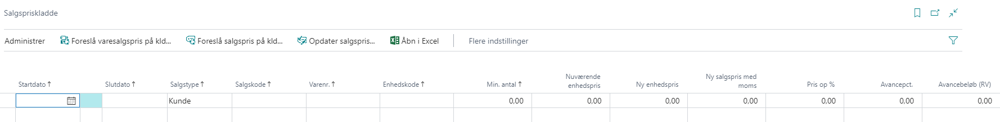 Salgspriskladde
Administrer Foreslå varesalgspris på kld... Foreslå salgspris på kld... Opdater salgspris... Åbn i Excel Flere indstillinger
Startdato ↑ Slutdato ↑ Salgstype ↑ Salgskode ↑ Varenr. ↑ Enhedskode ↑ Min. antal ↑ Nuværende enhedspris Ny enhedspris Ny salgspris med moms Pris op % Avancepct. Avancebeløb (RV)
Kunde 0,00 0,00 0,00 0,00 0,00 0,00 0,00